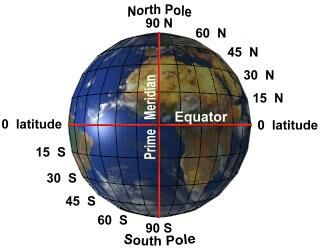 North Pole
90 N
60 N
45 N
30 N
15 N
Prime Meridian
Equator
0 latitude
0 latitude
15 S
30 S
45 S
60 S
90 S
South Pole